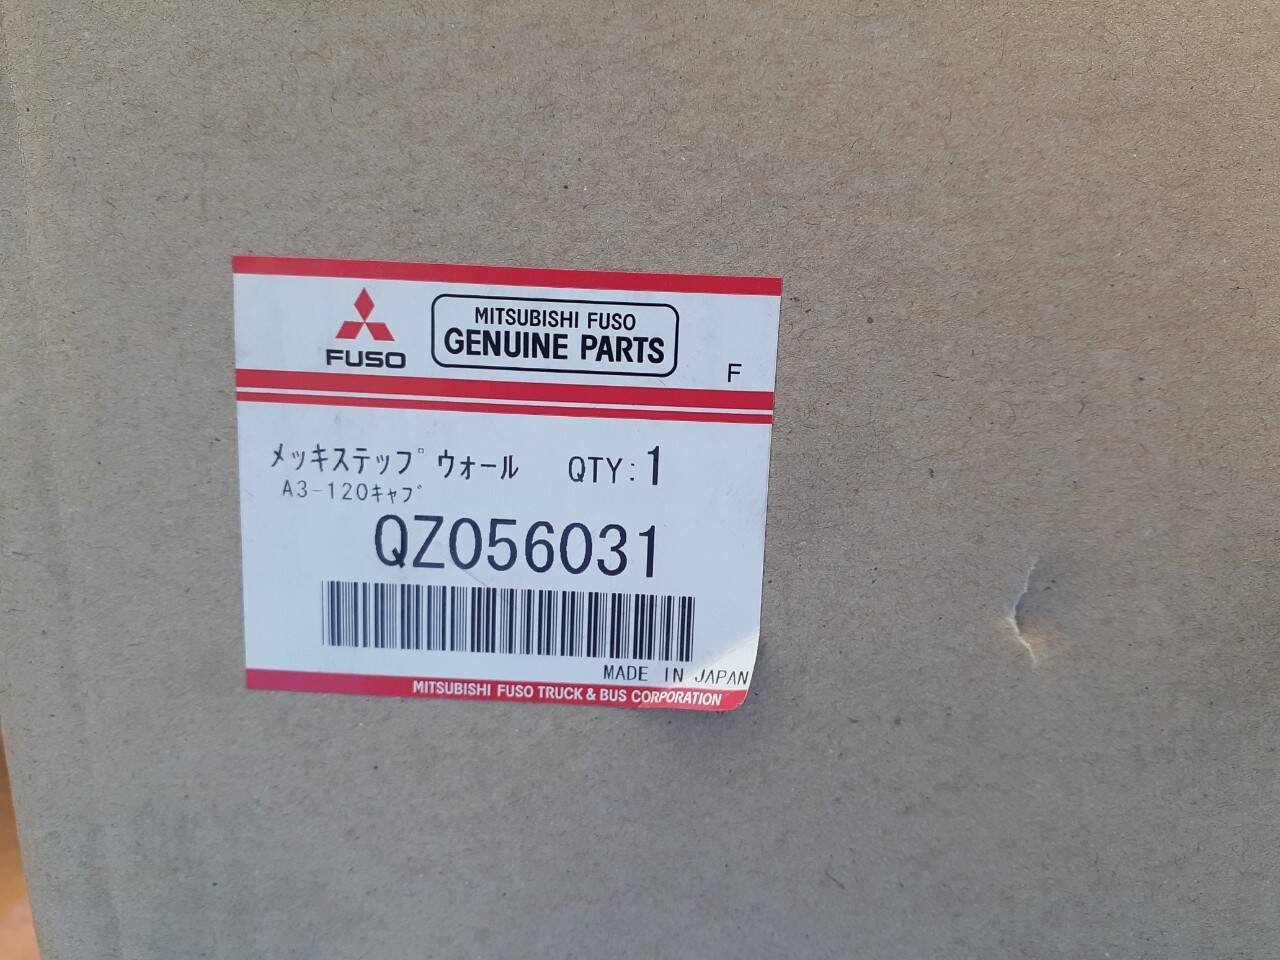 FUSO
MITSUBISHI FUSO
GENUINE PARTS
F
メッキステップウォール QTY: 1
A3-120キャブ
QZ056031
MADE IN JAPAN
MITSUBISHI FUSO TRUCK & BUS CORPORATION